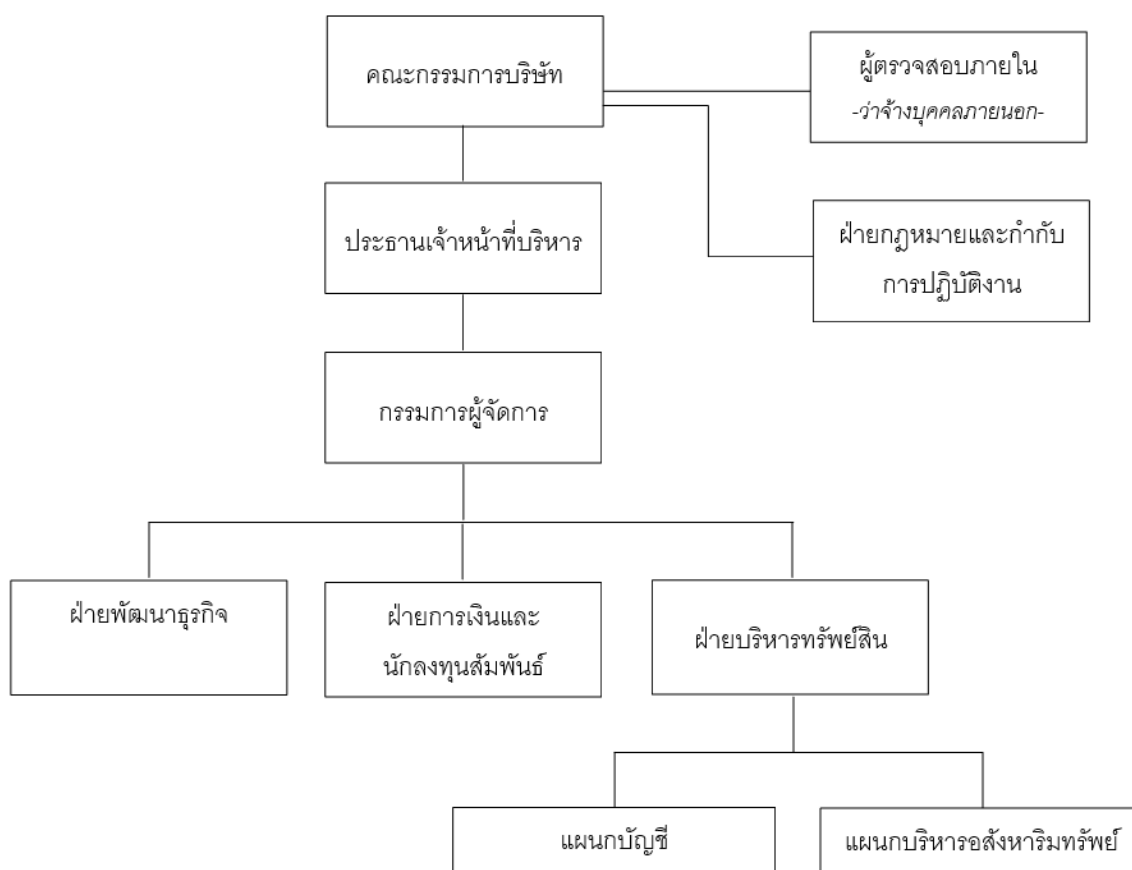 คณะกรรมการบริษัท
ผู้ตรวจสอบภายใน
-ว่าจ้างบุคคลภายนอก-
ประธานเจ้าหน้าที่บริหาร
ฝ่ายกฎหมายและกำกับ
การปฏิบัติงาน
กรรมการผู้จัดการ
ฝ่ายพัฒนาธุรกิจ
ฝ่ายการเงินและ
นักลงทุนสัมพันธ์
ฝ่ายบริหารทรัพย์สิน
แผนกบัญชี
แผนกบริหารอสังหาริมทรัพย์